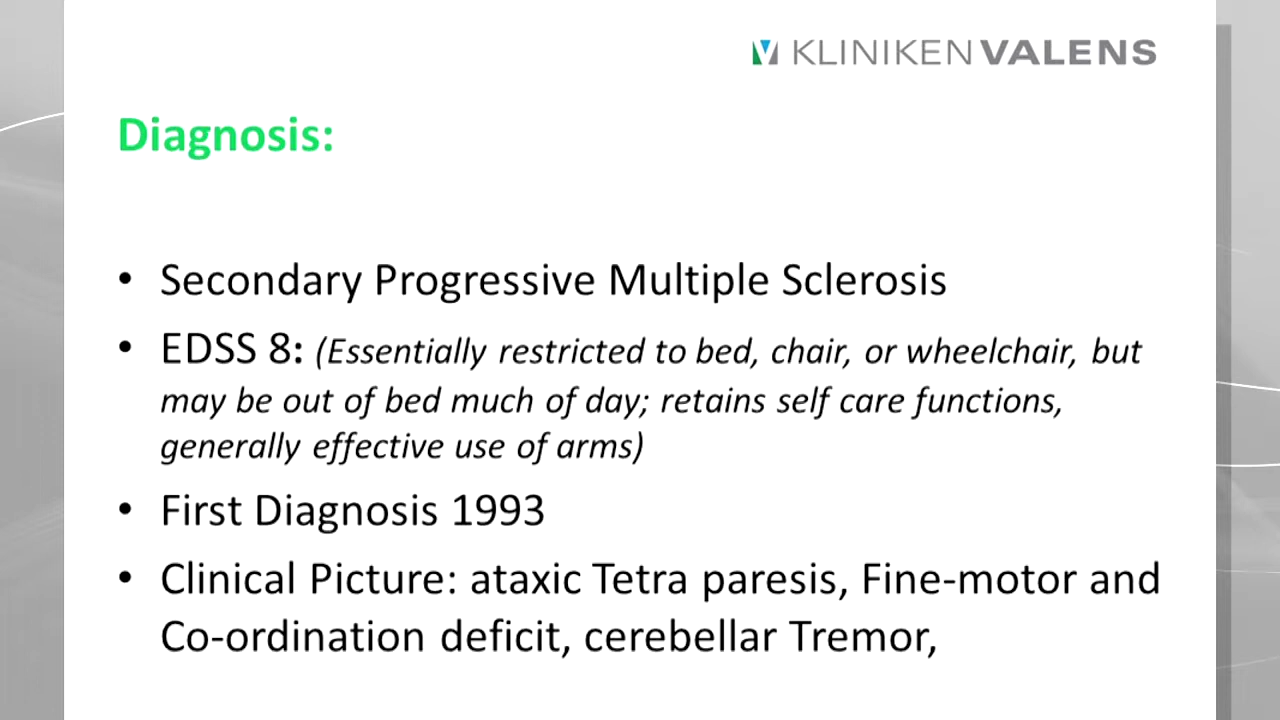 KLINIKEN VALENS
Diagnosis:
• Secondary Progressive Multiple Sclerosis
• EDSS 8: (Essentially restricted to bed, chair, or wheelchair, but
may be out of bed much of day; retains self care functions,
generally effective use of arms)
• First Diagnosis 1993
• Clinical Picture: ataxic Tetra paresis, Fine-motor and
Co-ordination deficit, cerebellar Tremor,